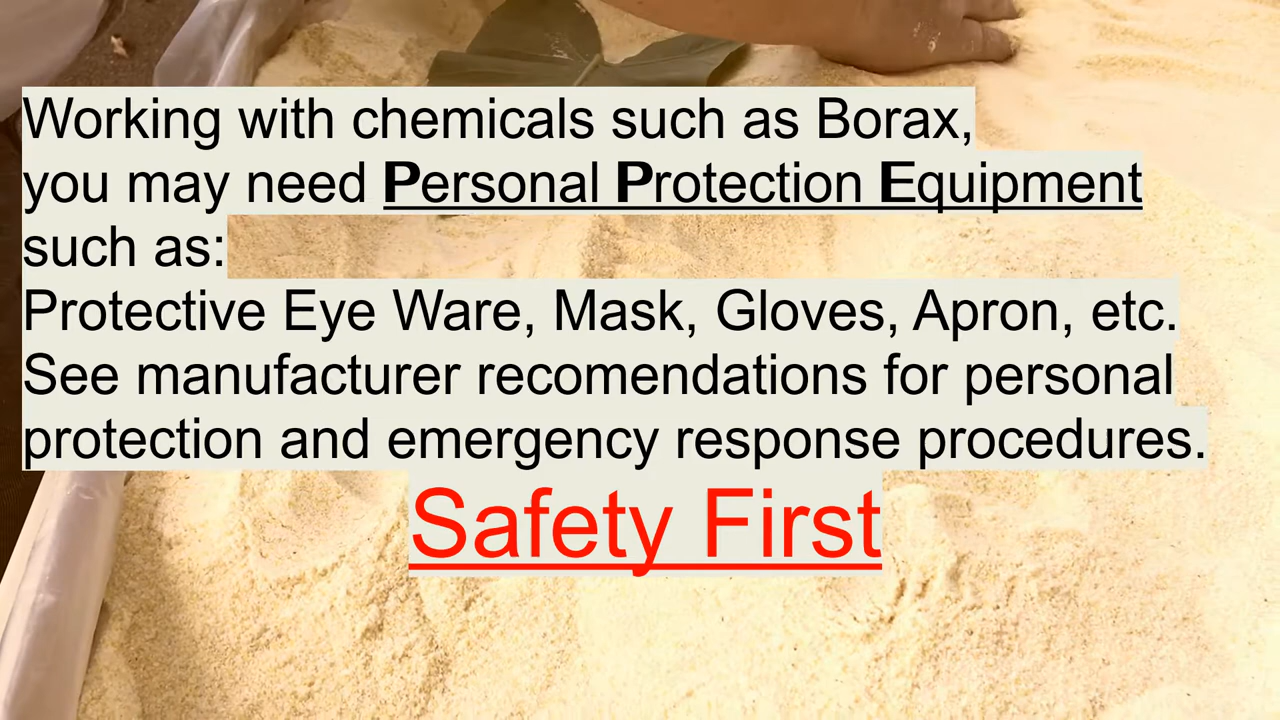 Working with chemicals such as Borax,
you may need Personal Protection Equipment
such as:
Protective Eye Ware, Mask, Gloves, Apron, etc.
See manufacturer recomendations for personal
protection and emergency response procedures.
Safety First